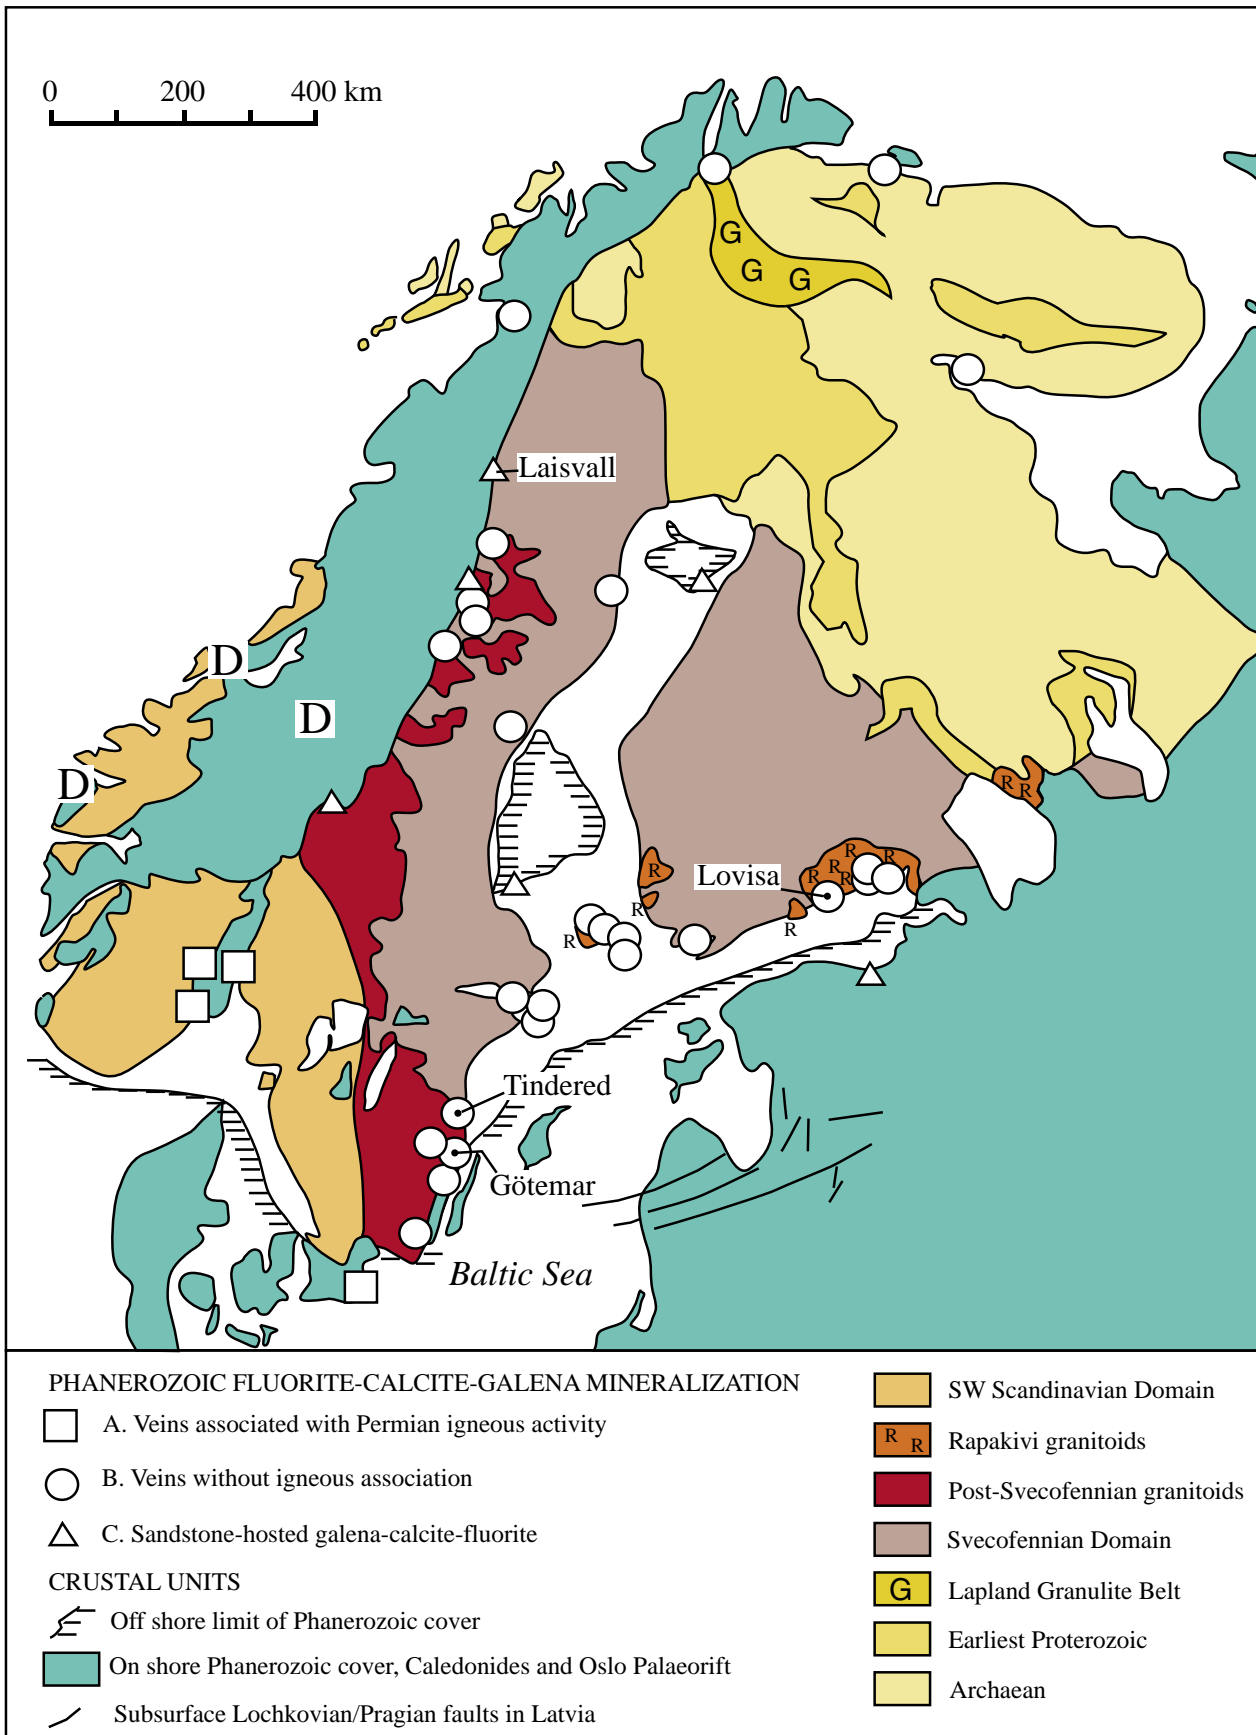 0 200 400 km
G
G G
Laisvall
D
D
D
R R
R
R R
R R
R
Lovisa
R
R
R
R
Tindered
Götemar
Baltic Sea
PHANEROZOIC FLUORITE-CALCITE-GALENA MINERALIZATION
A. Veins associated with Permian igneous activity
B. Veins without igneous association
C. Sandstone-hosted galena-calcite-fluorite
CRUSTAL UNITS
Off shore limit of Phanerozoic cover
On shore Phanerozoic cover, Caledonides and Oslo Palaeorift
Subsurface Lochkovian/Pragian faults in Latvia
SW Scandinavian Domain
R R Rapakivi granitoids
Post-Svecofennian granitoids
Svecofennian Domain
G Lapland Granulite Belt
Earliest Proterozoic
Archaean